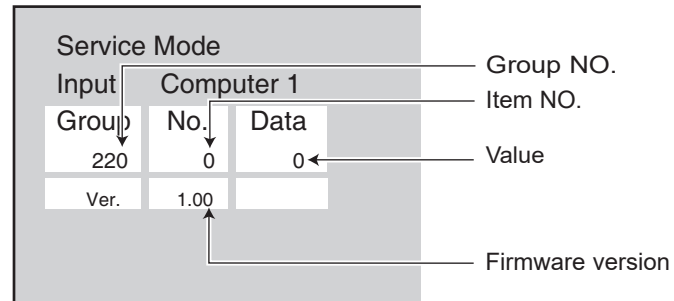 Service Mode
Input Computer 1
Group No. Data
220 0 0
Ver. 1.00
Group NO.
Item NO.
Value
Firmware version